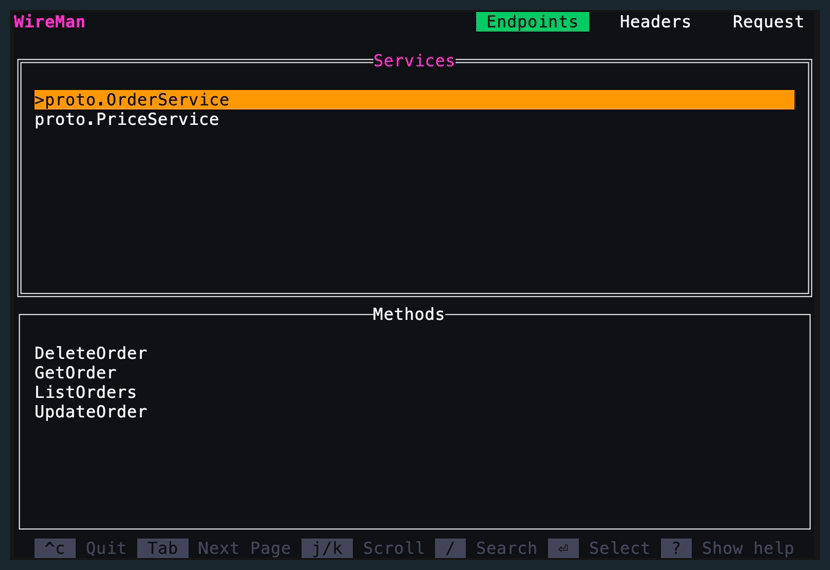 WireMan Endpoints Headers Request
Services
>proto.OrderService
proto.PriceService
Methods
DeleteOrder
GetOrder
ListOrders
UpdateOrder
^c Quit Tab Next Page j/k Scroll / Search ⏎ Select ? Show help